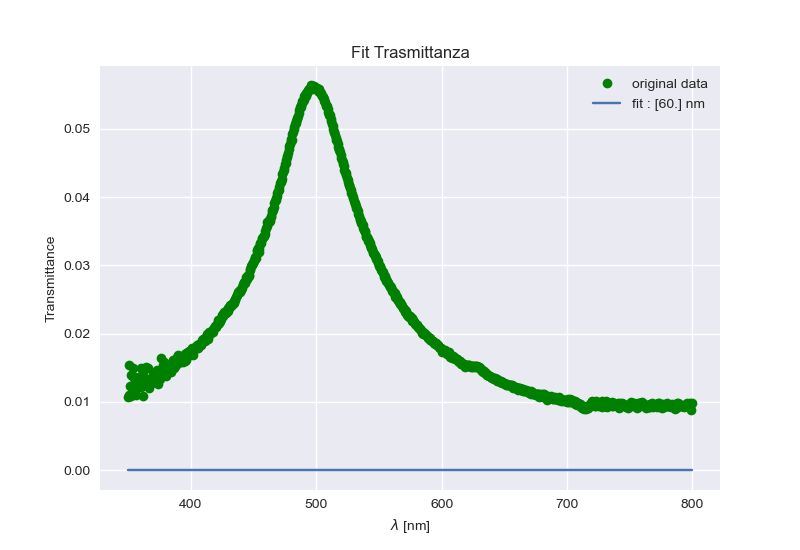 Fit Trasmittanza
original data
fit : [60.] nm
Transmittance
0.05
0.04
0.03
0.02
0.01
0.00
400 500 600 700 800
λ [nm]